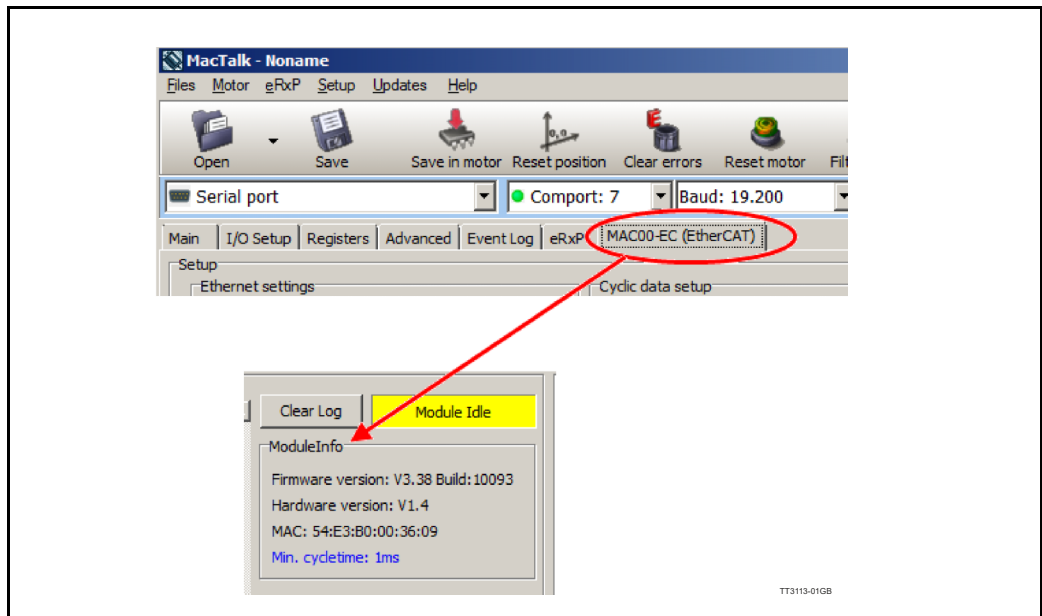 MacTalk - Noname
Files Motor eRxP Setup Updates Help
Open Save Save in motor Reset position Clear errors Reset motor Filt
Serial port Comport: 7 Baud: 19.200
Main I/O Setup Registers Advanced Event Log eRxP MAC00-EC (EtherCAT)
Setup
Ethernet settings Cyclic data setup
Clear Log Module Idle
ModuleInfo
Firmware version: V3.38 Build:10093
Hardware version: V1.4
MAC: 54:E3:B0:00:36:09
Min. cycletime: 1ms
TT3113-01GB